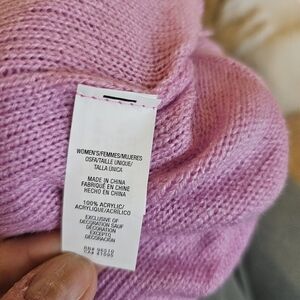 WOMEN'S/FEMMES/MUJERES
OSFA/TAILLE UNIQUE/
TALLA UNICA
MADE IN CHINA
FABRIQUÉ EN CHINE
HECHO EN CHINA
100% ACRYLIC/
ACRYLIQUE/ACRÍLICO
EXCLUSIVE OF
DECORATION SAUF
DECORATION EXCEPTO
DECORACIÓN